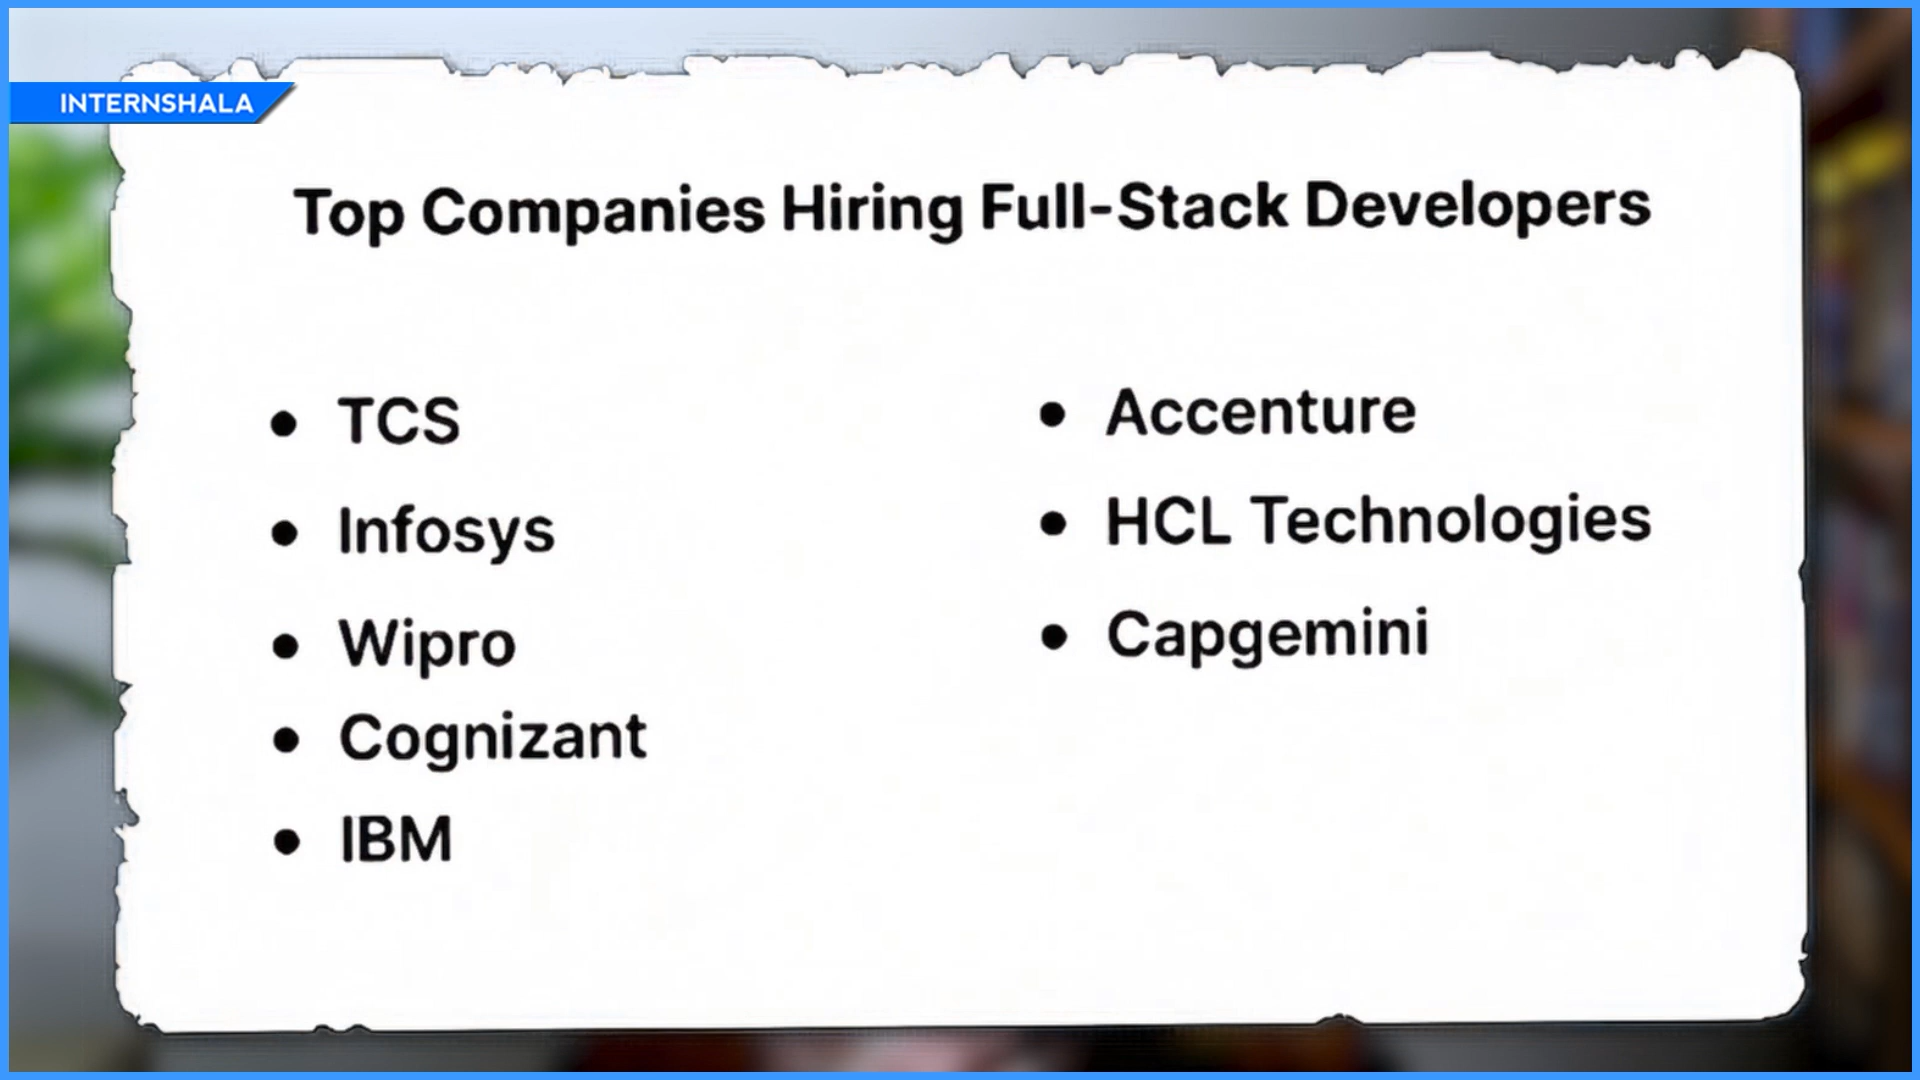 INTERNSHALA
Top Companies Hiring Full-Stack Developers
• TCS
• Infosys
• Wipro
• Cognizant
• IBM
• Accenture
• HCL Technologies
• Capgemini